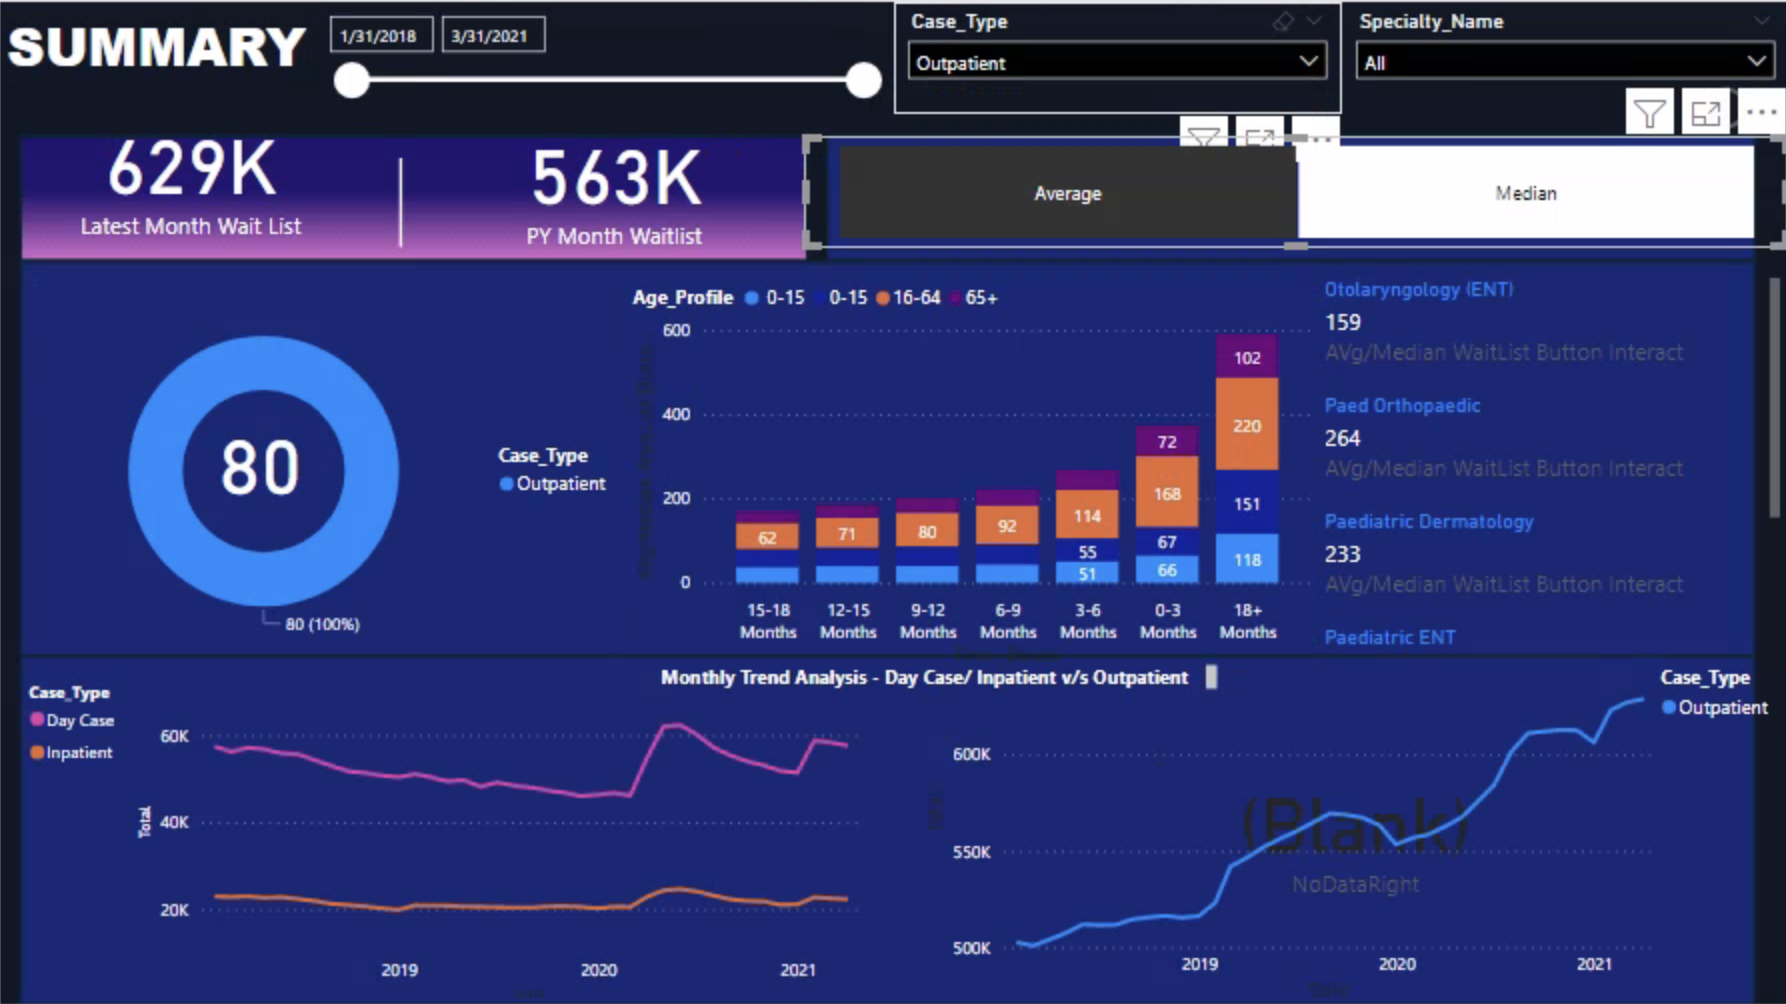 SUMMARY
1/31/2018
3/31/2021
Case_Type
Outpatient
Specialty_Name
All
629K
Latest Month Wait List
563K
PY Month Waitlist
Average
Median
80
80 (100%)
Case_Type
Outpatient
Age_Profile 0-15 0-15 16-64 65+
600
400
200
0
62
71
80
92
114
55
51
72
168
67
66
102
220
151
118
15-18 Months
12-15 Months
9-12 Months
6-9 Months
3-6 Months
0-3 Months
18+ Months
Otolaryngology (ENT)
159
AVg/Median WaitList Button Interact
Paed Orthopaedic
264
AVg/Median WaitList Button Interact
Paediatric Dermatology
233
AVg/Median WaitList Button Interact
Paediatric ENT
Monthly Trend Analysis - Day Case/ Inpatient v/s Outpatient
Case_Type
Day Case
Inpatient
Total
60K
40K
20K
2019
2020
2021
600K
550K
500K
2019
2020
2021
(Blank)
NoDataRight
Case_Type
Outpatient